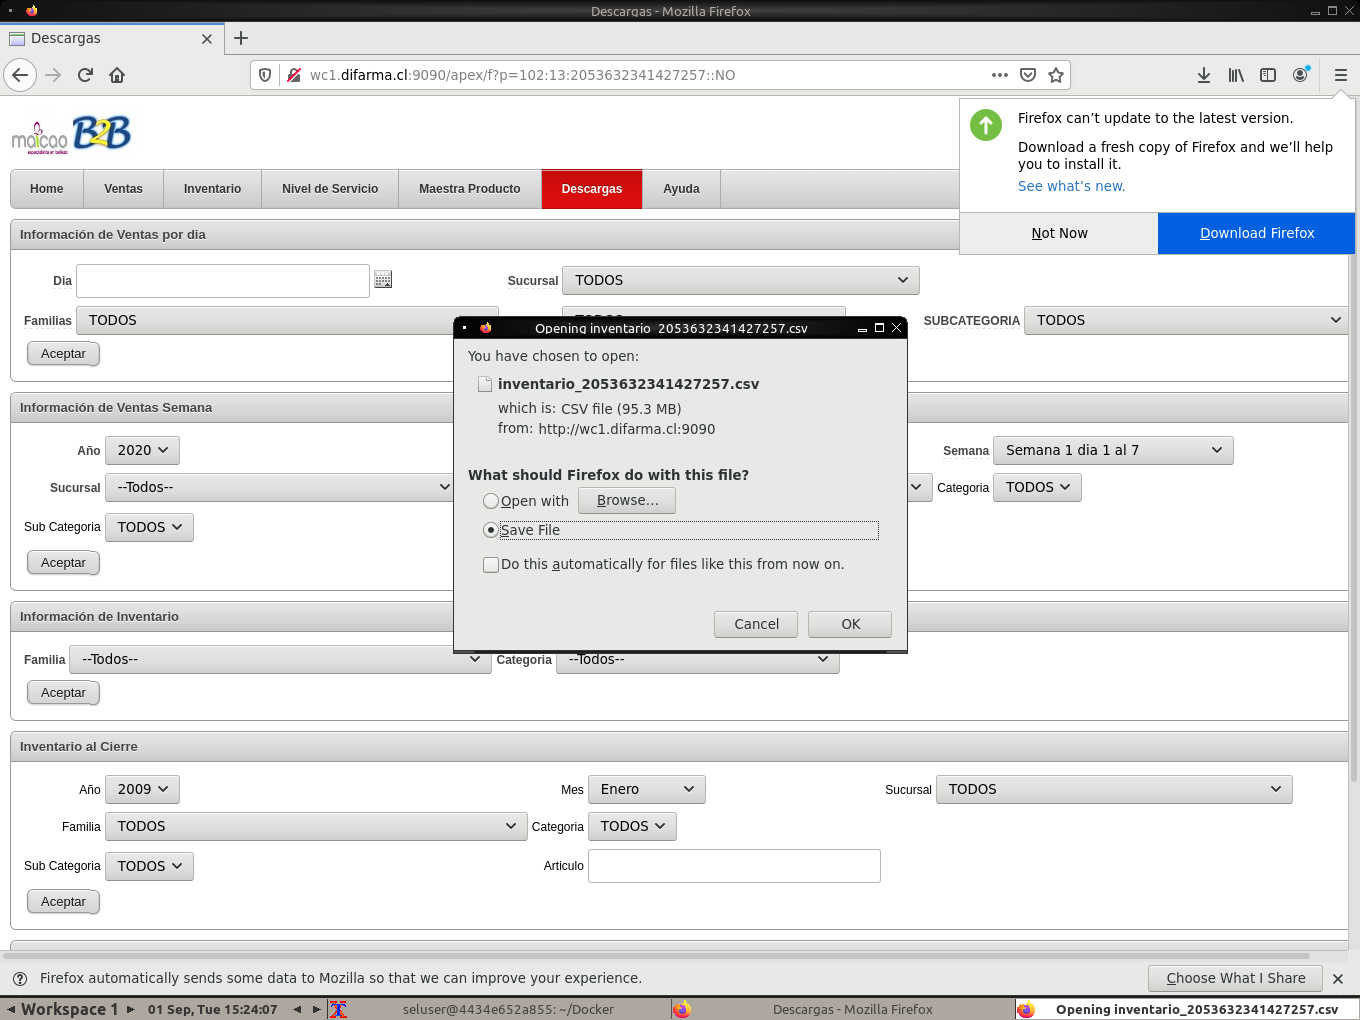 Descargas - Mozilla Firefox
Descargas
wc1.difarma.cl:9090/apex/f?p=102:13:2053632341427257::NO
Firefox can't update to the latest version.
Download a fresh copy of Firefox and we'll help
you to install it.
See what's new.
Not Now Download Firefox
maicao B2B
Home Ventas Inventario Nivel de Servicio Maestra Producto Descargas Ayuda
Información de Ventas por dia
Dia Sucursal TODOS
Familias TODOS SUBCATEGORIA TODOS
Aceptar
Información de Ventas Semana
Año 2020 Semana Semana 1 dia 1 al 7
Sucursal --Todos-- Categoria TODOS
Sub Categoria TODOS
Aceptar
Opening inventario_2053632341427257.csv
You have chosen to open:
inventario_2053632341427257.csv
which is: CSV file (95.3 MB)
from: http://wc1.difarma.cl:9090
What should Firefox do with this file?
Open with Browse...
Save File
Do this automatically for files like this from now on.
Cancel OK
Información de Inventario
Familia --Todos-- Categoria --Todos--
Aceptar
Inventario al Cierre
Año 2009 Mes Enero Sucursal TODOS
Familia TODOS Categoria TODOS
Sub Categoria TODOS Articulo
Aceptar
Firefox automatically sends some data to Mozilla so that we can improve your experience. Choose What I Share
Workspace 1 01 Sep, Tue 15:24:07 seluser@4434e652a855: ~/Docker Descargas - Mozilla Firefox Opening inventario_2053632341427257.csv